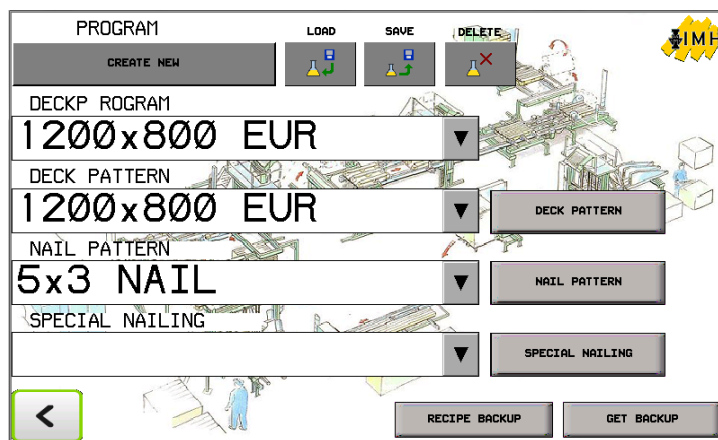 PROGRAM
LOAD
SAVE
DELETE
IMH
CREATE NEW
DECKP ROGRAM
1200x800 EUR
DECK PATTERN
1200x800 EUR
DECK PATTERN
NAIL PATTERN
5x3 NAIL
NAIL PATTERN
SPECIAL NAILING
SPECIAL NAILING
RECIPE BACKUP
GET BACKUP